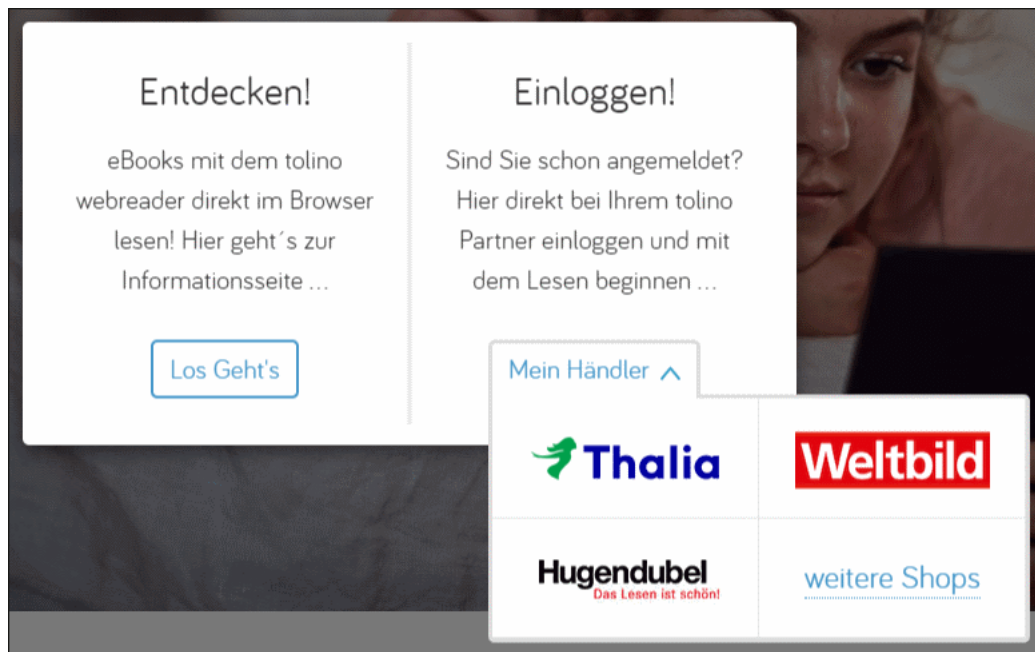 Entdecken!
eBooks mit dem tolino
webreader direkt im Browser
lesen! Hier geht´s zur
Informationsseite ...
Los Geht's
Einloggen!
Sind Sie schon angemeldet?
Hier direkt bei Ihrem tolino
Partner einloggen und mit
dem Lesen beginnen ...
Mein Händler
Thalia
Weltbild
Hugendubel
Das Lesen ist schön!
weitere Shops